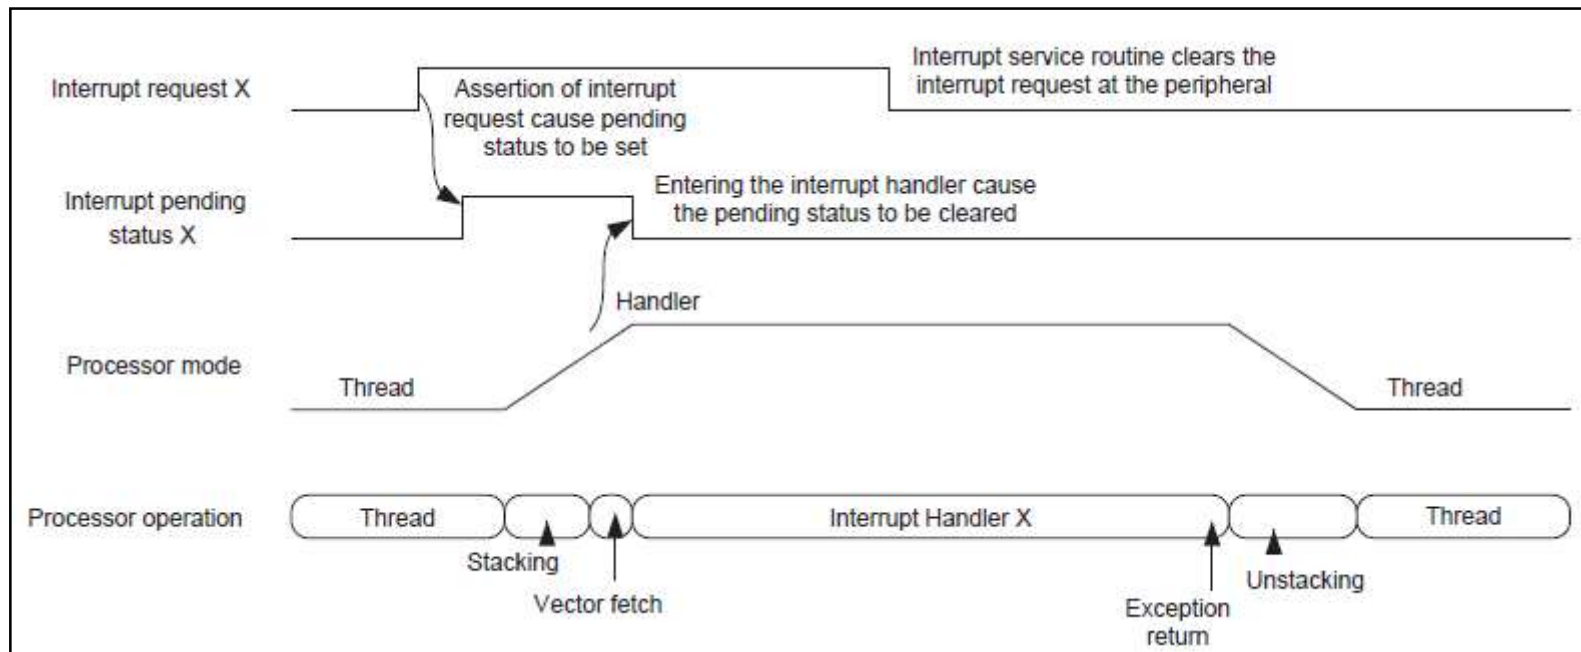 Interrupt request X
Assertion of interrupt
request cause pending
status to be set
Interrupt service routine clears the
interrupt request at the peripheral
Interrupt pending
status X
Entering the interrupt handler cause
the pending status to be cleared
Handler
Processor mode
Thread
Thread
Processor operation
Thread
Interrupt Handler X
Thread
Stacking
Vector fetch
Exception
return
Unstacking